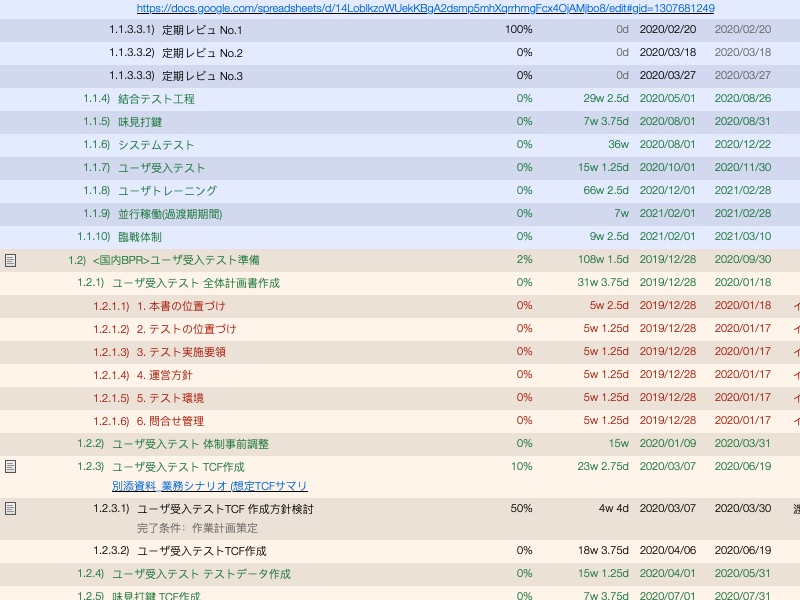 https://docs.google.com/spreadsheets/d/14LoblkzoWUekKBgA2dsmp5mhXqrrhmgFcx4OjAMjbo8/edit#gid=1307681249
1.1.3.3.1) 定期レビュ No.1 100% 0d 2020/02/20 2020/02/20
1.1.3.3.2) 定期レビュ No.2 0% 0d 2020/03/18 2020/03/18
1.1.3.3.3) 定期レビュ No.3 0% 0d 2020/03/27 2020/03/27
1.1.4) 結合テスト工程 0% 29w 2.5d 2020/05/01 2020/08/26
1.1.5) 味見打鍵 0% 7w 3.75d 2020/08/01 2020/08/31
1.1.6) システムテスト 0% 36w 2020/08/01 2020/12/22
1.1.7) ユーザ受入テスト 0% 15w 1.25d 2020/10/01 2020/11/30
1.1.8) ユーザトレーニング 0% 66w 2.5d 2020/12/01 2021/02/28
1.1.9) 並行稼働(過渡期期間) 0% 7w 2021/02/01 2021/02/28
1.1.10) 臨戦体制 0% 9w 2.5d 2021/02/01 2021/03/10
1.2) <国内BPR>ユーザ受入テスト準備 2% 108w 1.5d 2019/12/28 2020/09/30
1.2.1) ユーザ受入テスト 全体計画書作成 0% 31w 3.75d 2019/12/28 2020/01/18
1.2.1.1) 1. 本書の位置づけ 0% 5w 2.5d 2019/12/28 2020/01/18
1.2.1.2) 2. テストの位置づけ 0% 5w 1.25d 2019/12/28 2020/01/17
1.2.1.3) 3. テスト実施要領 0% 5w 1.25d 2019/12/28 2020/01/17
1.2.1.4) 4. 運営方針 0% 5w 1.25d 2019/12/28 2020/01/17
1.2.1.5) 5. テスト環境 0% 5w 1.25d 2019/12/28 2020/01/17
1.2.1.6) 6. 問合せ管理 0% 5w 1.25d 2019/12/28 2020/01/17
1.2.2) ユーザ受入テスト 体制事前調整 0% 15w 2020/01/09 2020/03/31
1.2.3) ユーザ受入テスト TCF作成 10% 23w 2.75d 2020/03/07 2020/06/19
別添資料_業務シナリオ (想定TCFサマリ
1.2.3.1) ユーザ受入テストTCF 作成方針検討 50% 4w 4d 2020/03/07 2020/03/30
完了条件：作業計画策定
1.2.3.2) ユーザ受入テストTCF作成 0% 18w 3.75d 2020/04/06 2020/06/19
1.2.4) ユーザ受入テスト テストデータ作成 0% 15w 1.25d 2020/04/01 2020/05/31
1.2.5) 味見打鍵 TCF作成 0% 7w 3.75d 2020/07/01 2020/07/31